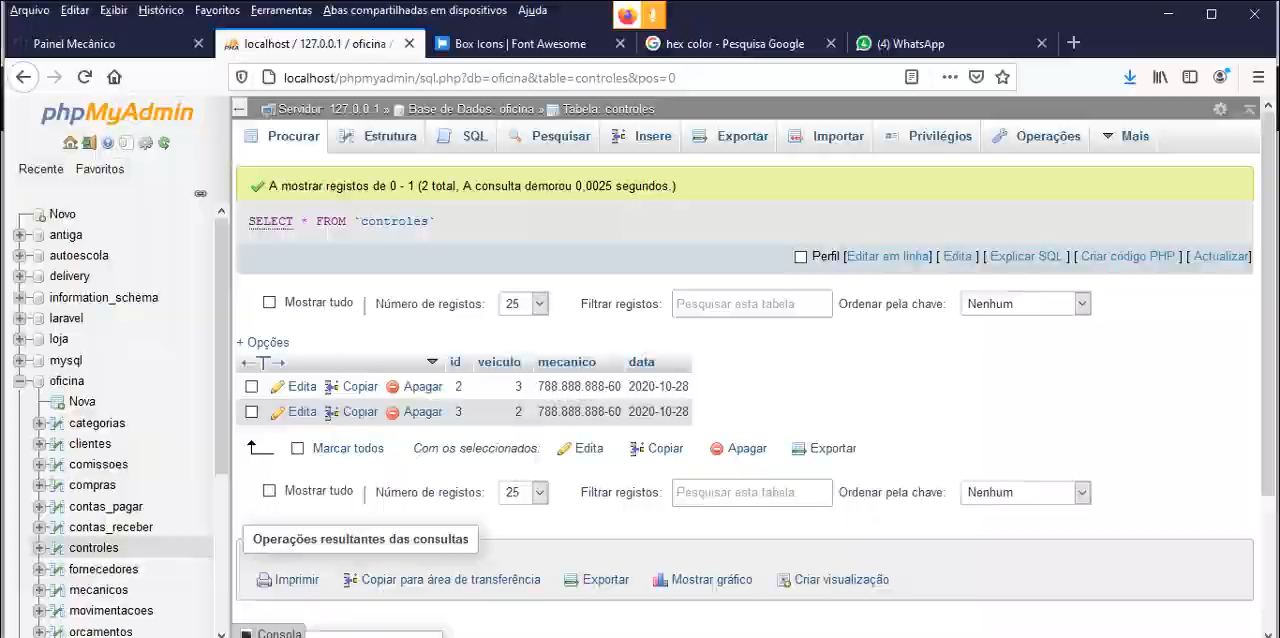 Arquivo Editar Exibir Histórico Favoritos Ferramentas Abas compartilhadas em dispositivos Ajuda
Painel Mecânico
localhost / 127.0.0.1 / oficina /
Box Icons | Font Awesome
hex color - Pesquisa Google
(4) WhatsApp
localhost/phpmyadmin/sql.php?db=oficina&table=controles&pos=0
phpMyAdmin
Recente Favoritos
Novo
antiga
autoescola
delivery
information_schema
laravel
loja
mysql
oficina
Nova
categorias
clientes
comissoes
compras
contas_pagar
contas_receber
controles
fornecedores
mecanicos
movimentacoes
orcamentos
Servidor: 127.0.0.1 » Base de Dados: oficina » Tabela: controles
Procurar Estrutura SQL Pesquisar Insere Exportar Importar Privilégios Operações Mais
A mostrar registos de 0 - 1 (2 total, A consulta demorou 0,0025 segundos.)
SELECT * FROM `controles`
Perfil [Editar em linha] [ Edita ] [ Explicar SQL ] [ Criar código PHP ] [ Actualizar]
Mostrar tudo | Número de registos: 25 Filtrar registos: Pesquisar esta tabela Ordenar pela chave: Nenhum
+ Opções
←T→ id veiculo mecanico data
Edita Copiar Apagar 2 3 788.888.888-60 2020-10-28
Edita Copiar Apagar 3 2 788.888.888-60 2020-10-28
Marcar todos Com os seleccionados: Edita Copiar Apagar Exportar
Mostrar tudo | Número de registos: 25 Filtrar registos: Pesquisar esta tabela Ordenar pela chave: Nenhum
Operações resultantes das consultas
Imprimir Copiar para área de transferência Exportar Mostrar gráfico Criar visualização
Consola